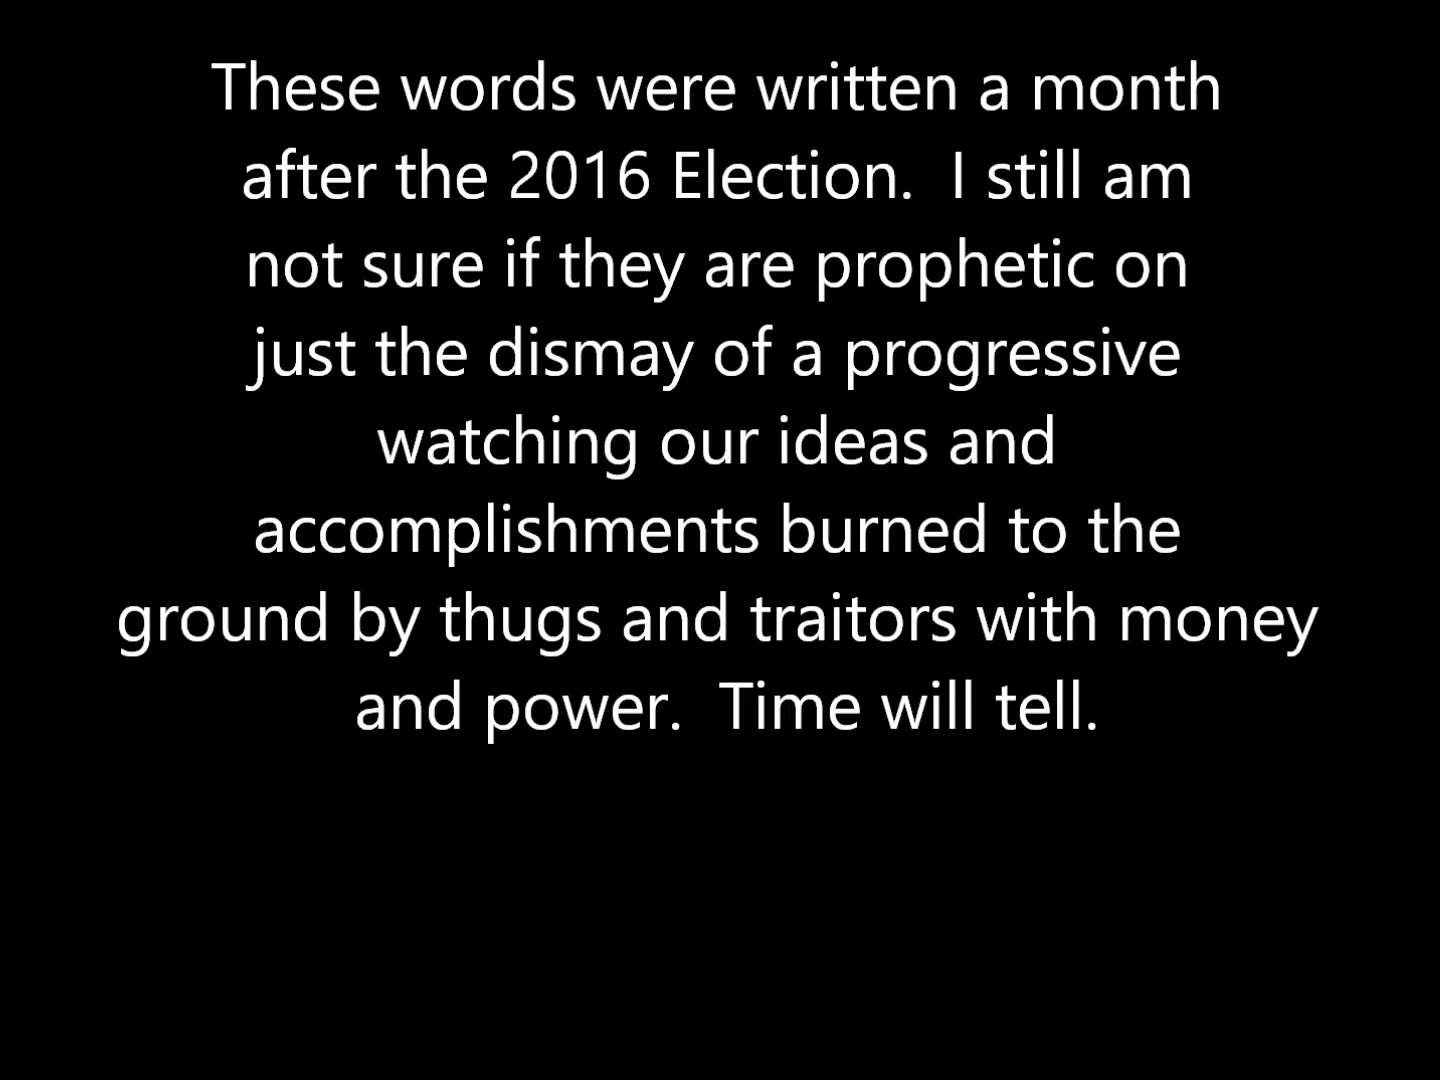 These words were written a month
after the 2016 Election.  I still am
not sure if they are prophetic on
just the dismay of a progressive
watching our ideas and
accomplishments burned to the
ground by thugs and traitors with money
and power.  Time will tell.